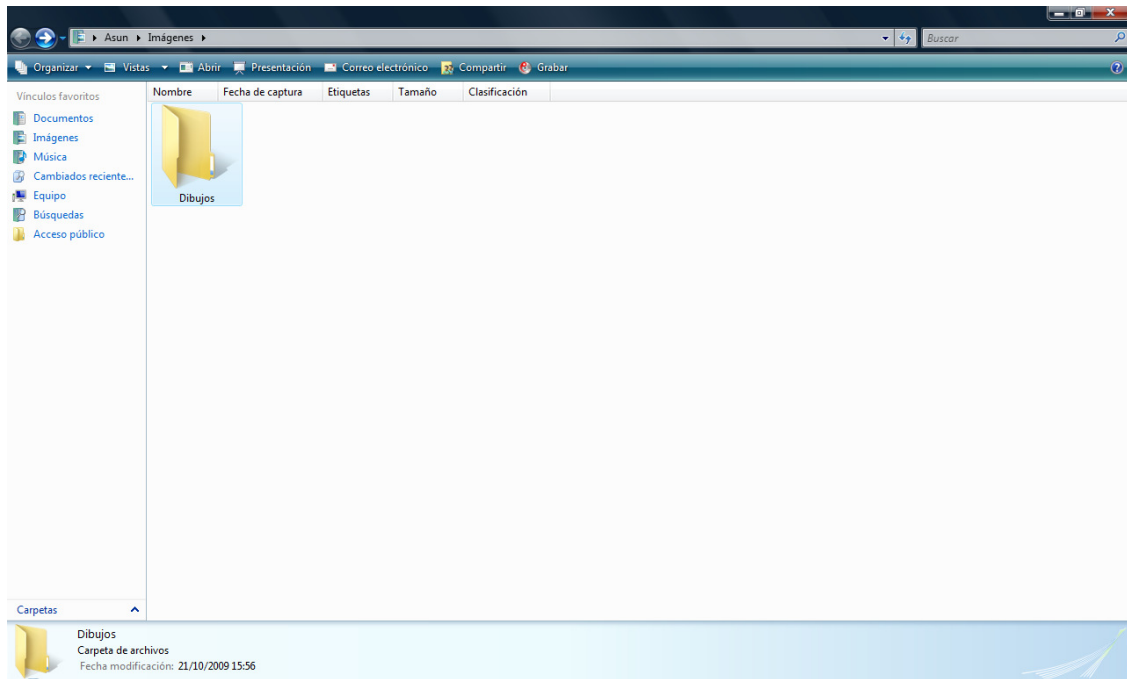 Asun Imágenes
Buscar
Organizar Vistas Abrir Presentación Correo electrónico Compartir Grabar
Vínculos favoritos
Documentos
Imágenes
Música
Cambiados reciente...
Equipo
Búsquedas
Acceso público
Carpetas
Nombre Fecha de captura Etiquetas Tamaño Clasificación
Dibujos
Dibujos
Carpeta de archivos
Fecha modificación: 21/10/2009 15:56